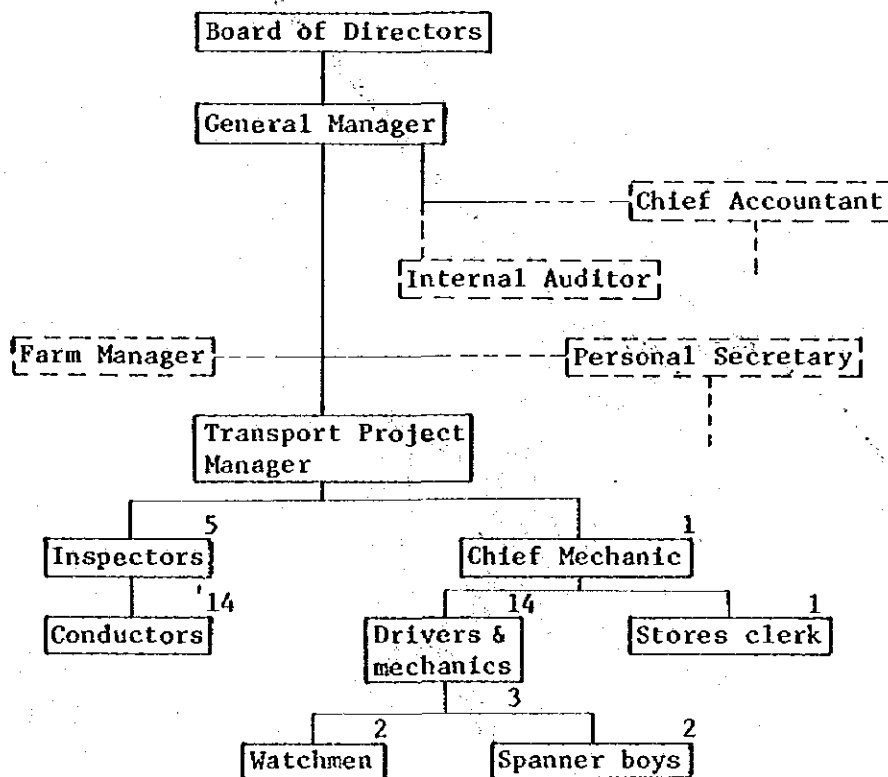 Board of Directors
General Manager
Chief Accountant
Internal Auditor
Farm Manager
Personal Secretary
Transport Project
Manager
5
1
Inspectors
Chief Mechanic
14
14
1
Conductors
Drivers &
mechanics
Stores clerk
3
2
2
Watchmen
Spanner boys